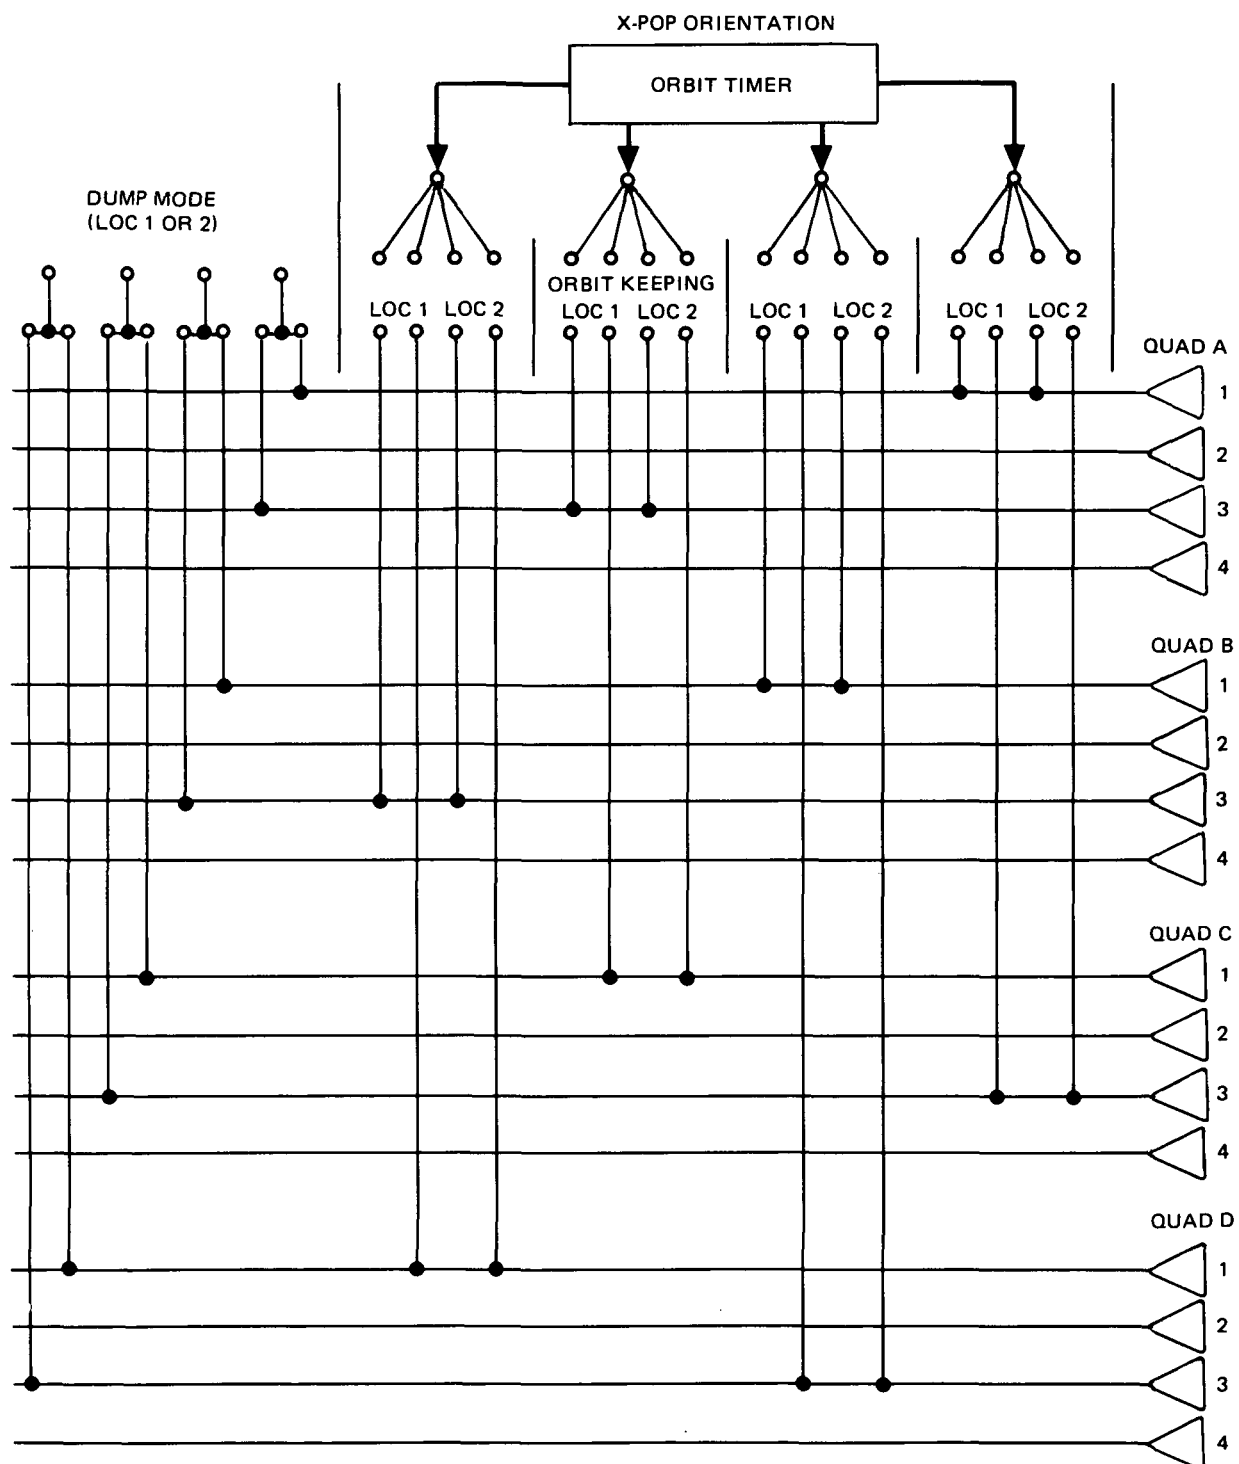 X-POP ORIENTATION
ORBIT TIMER
DUMP MODE
(LOC 1 OR 2)
ORBIT KEEPING
LOC 1 LOC 2 LOC 1 LOC 2 LOC 1 LOC 2 LOC 1 LOC 2
QUAD A
1
2
3
4
QUAD B
1
2
3
4
QUAD C
1
2
3
4
QUAD D
1
2
3
4